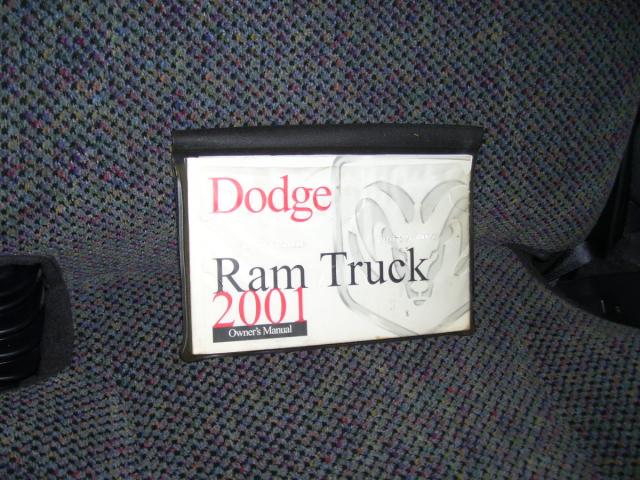 Dodge
Ram Truck
2001
Owner's Manual